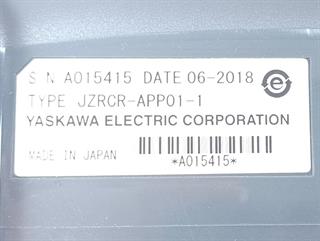 S/N A015415 DATE 06-2018
TYPE JZRCR-APP01-1
YASKAWA ELECTRIC CORPORATION
MADE IN JAPAN
*A015415*